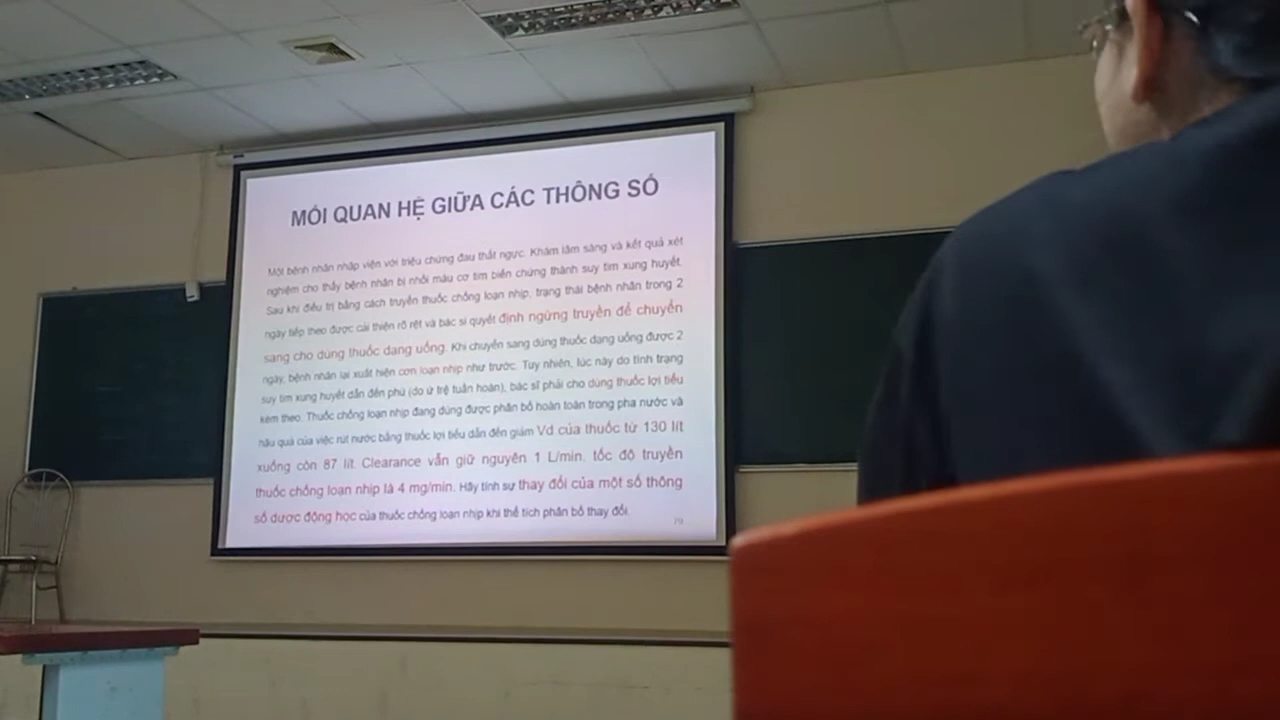 MỐI QUAN HỆ GIỮA CÁC THÔNG SỐ
Một bệnh nhân nhập viện với triệu chứng đau thắt ngực. Khám lâm sàng và kết quả xét
nghiệm cho thấy bệnh nhân bị nhồi máu cơ tim biến chứng thành suy tim xung huyết.
Sau khi điều trị bằng cách truyền thuốc chống loạn nhịp, trạng thái bệnh nhân trong 2
ngày tiếp theo được cải thiện rõ rệt và bác sĩ quyết định ngừng truyền để chuyển
sang cho dùng thuốc dạng uống. Khi chuyển sang dùng thuốc dạng uống được 2
ngày, bệnh nhân lại xuất hiện cơn loạn nhịp như trước. Tuy nhiên, lúc này do tình trạng
suy tim xung huyết dẫn đến phù (do ứ trệ tuần hoàn), bác sĩ phải cho dùng thuốc lợi tiểu
kèm theo. Thuốc chống loạn nhịp đang dùng được phân bố hoàn toàn trong pha nước và
hậu quả của việc rút nước bằng thuốc lợi tiểu dẫn đến giảm Vd của thuốc từ 130 lít
xuống còn 87 lít. Clearance vẫn giữ nguyên 1 L/min. tốc độ truyền
thuốc chống loạn nhịp là 4 mg/min. Hãy tính sự thay đổi của một số thông
số dược động học của thuốc chống loạn nhịp khi thể tích phân bố thay đổi.